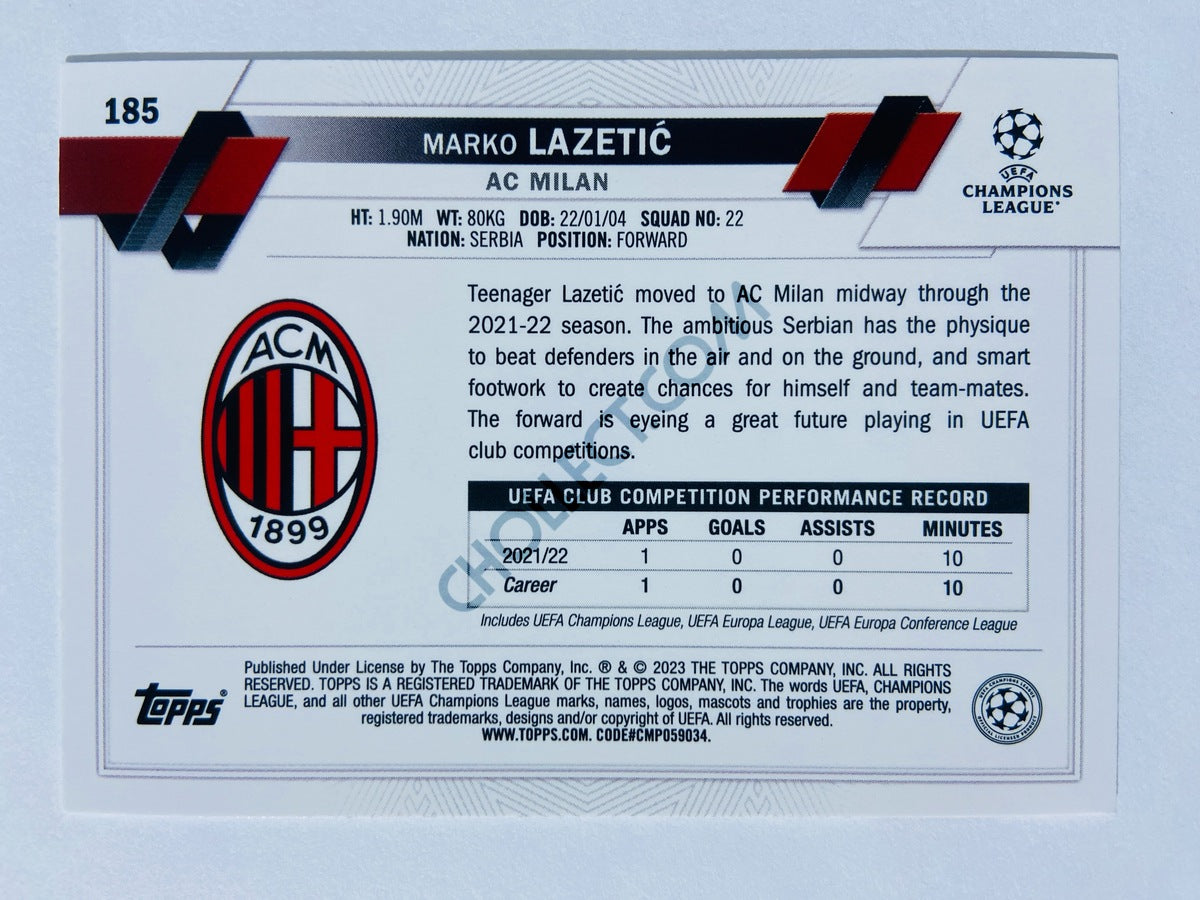 185
MARKO LAZETIĆ
AC MILAN
HT: 1.90M WT: 80KG DOB: 22/01/04 SQUAD NO: 22
NATION: SERBIA POSITION: FORWARD
UEFA
CHAMPIONS
LEAGUE
ACM
1899
Teenager Lazetić moved to AC Milan midway through the
2021-22 season. The ambitious Serbian has the physique
to beat defenders in the air and on the ground, and smart
footwork to create chances for himself and team-mates.
The forward is eyeing a great future playing in UEFA
club competitions.
CHOLLECT.COM
UEFA CLUB COMPETITION PERFORMANCE RECORD
APPS GOALS ASSISTS MINUTES
2021/22 1 0 0 10
Career 1 0 0 10
Includes UEFA Champions League, UEFA Europa League, UEFA Europa Conference League
Topps®
Published Under License by The Topps Company, Inc. ® & © 2023 THE TOPPS COMPANY, INC. ALL RIGHTS
RESERVED. TOPPS IS A REGISTERED TRADEMARK OF THE TOPPS COMPANY, INC. The words UEFA, CHAMPIONS
LEAGUE, and all other UEFA Champions League marks, names, logos, mascots and trophies are the property,
registered trademarks, designs and/or copyright of UEFA. All rights reserved.
WWW.TOPPS.COM. CODE#CMP059034.
UEFA CHAMPIONS LEAGUE
OFFICIAL LICENSED PRODUCT